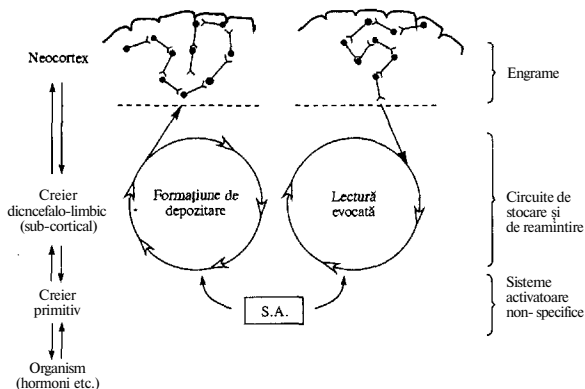 Neocortex
Engrame
Creier
dicncefalo-limbic
(sub-cortical)
Formațiune de
depozitare
Lectură
evocată
Circuite de
stocare și
de reamintire
Creier
primitiv
S.A.
Sisteme
activatoare
non- specifice
Organism
(hormoni etc.)